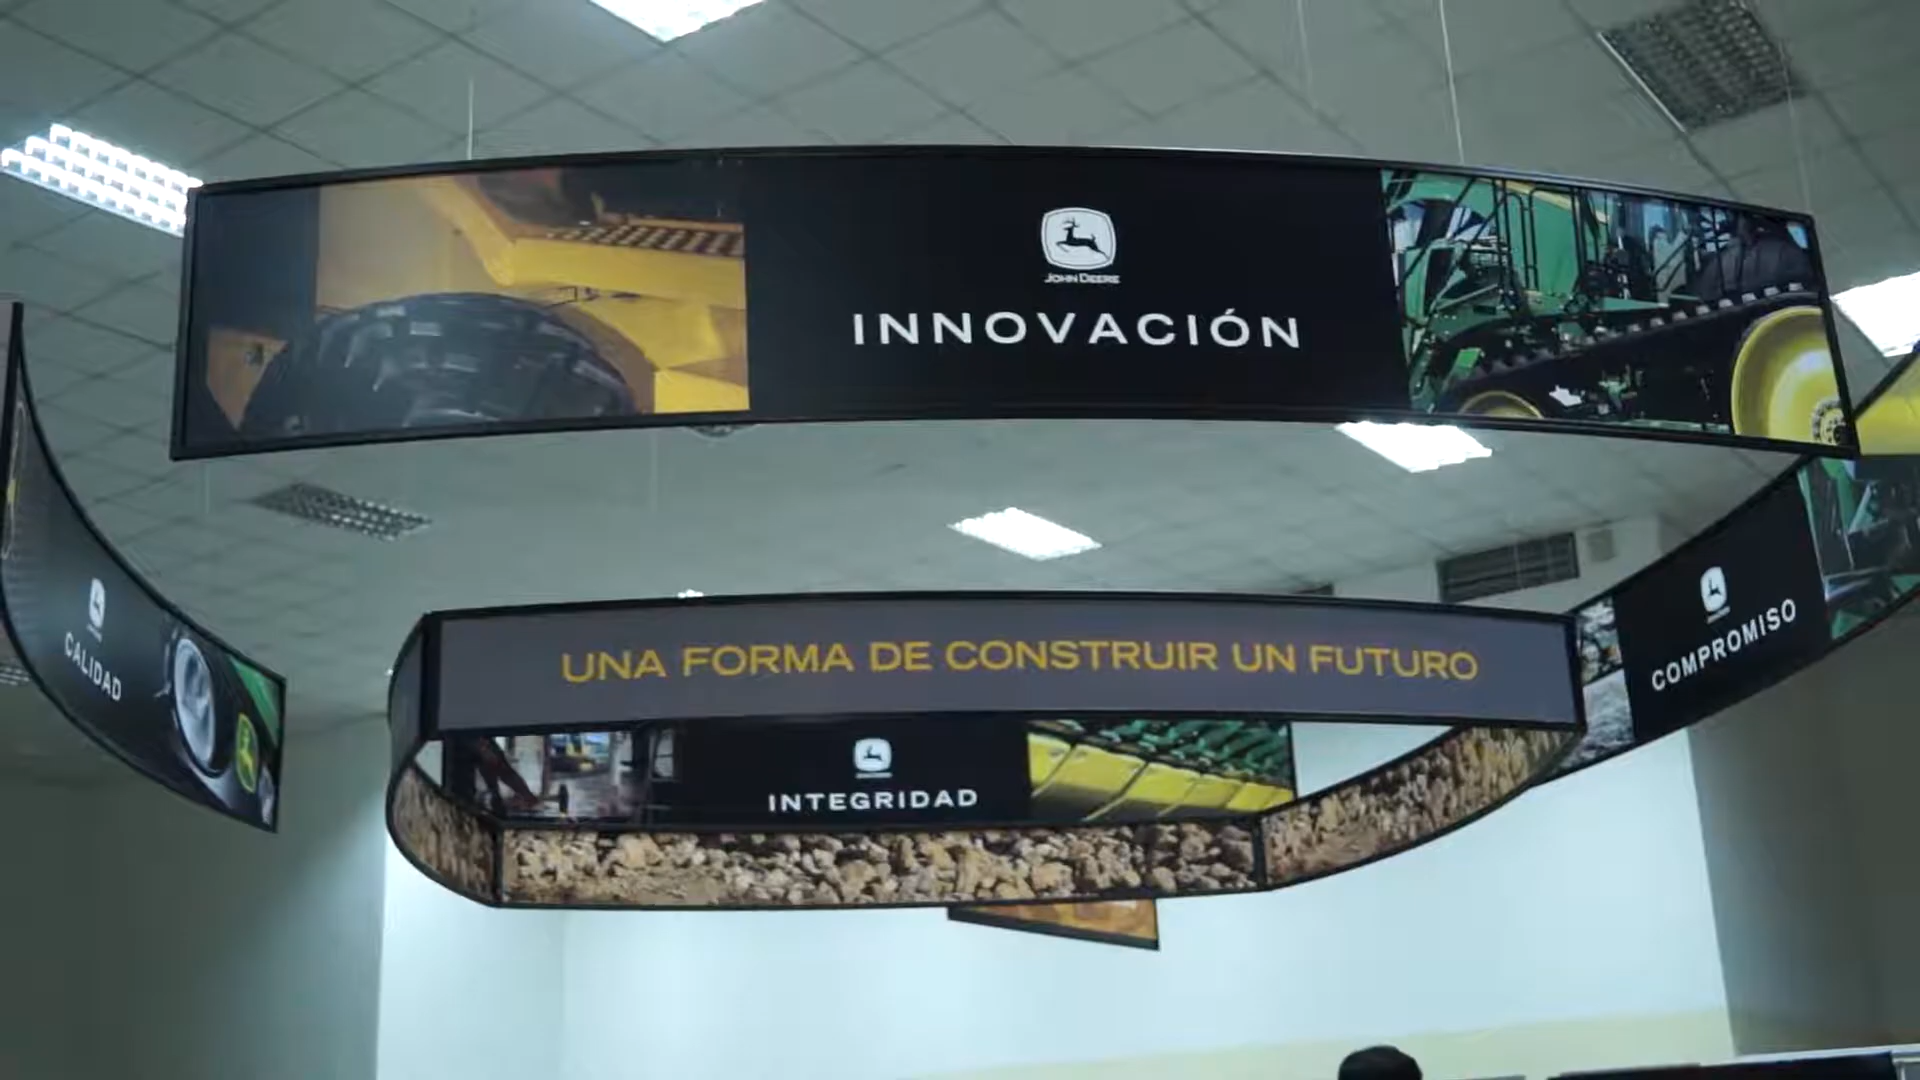 JOHN DEERE
INNOVACIÓN
CALIDAD
UNA FORMA DE CONSTRUIR UN FUTURO
COMPROMISO
INTEGRIDAD